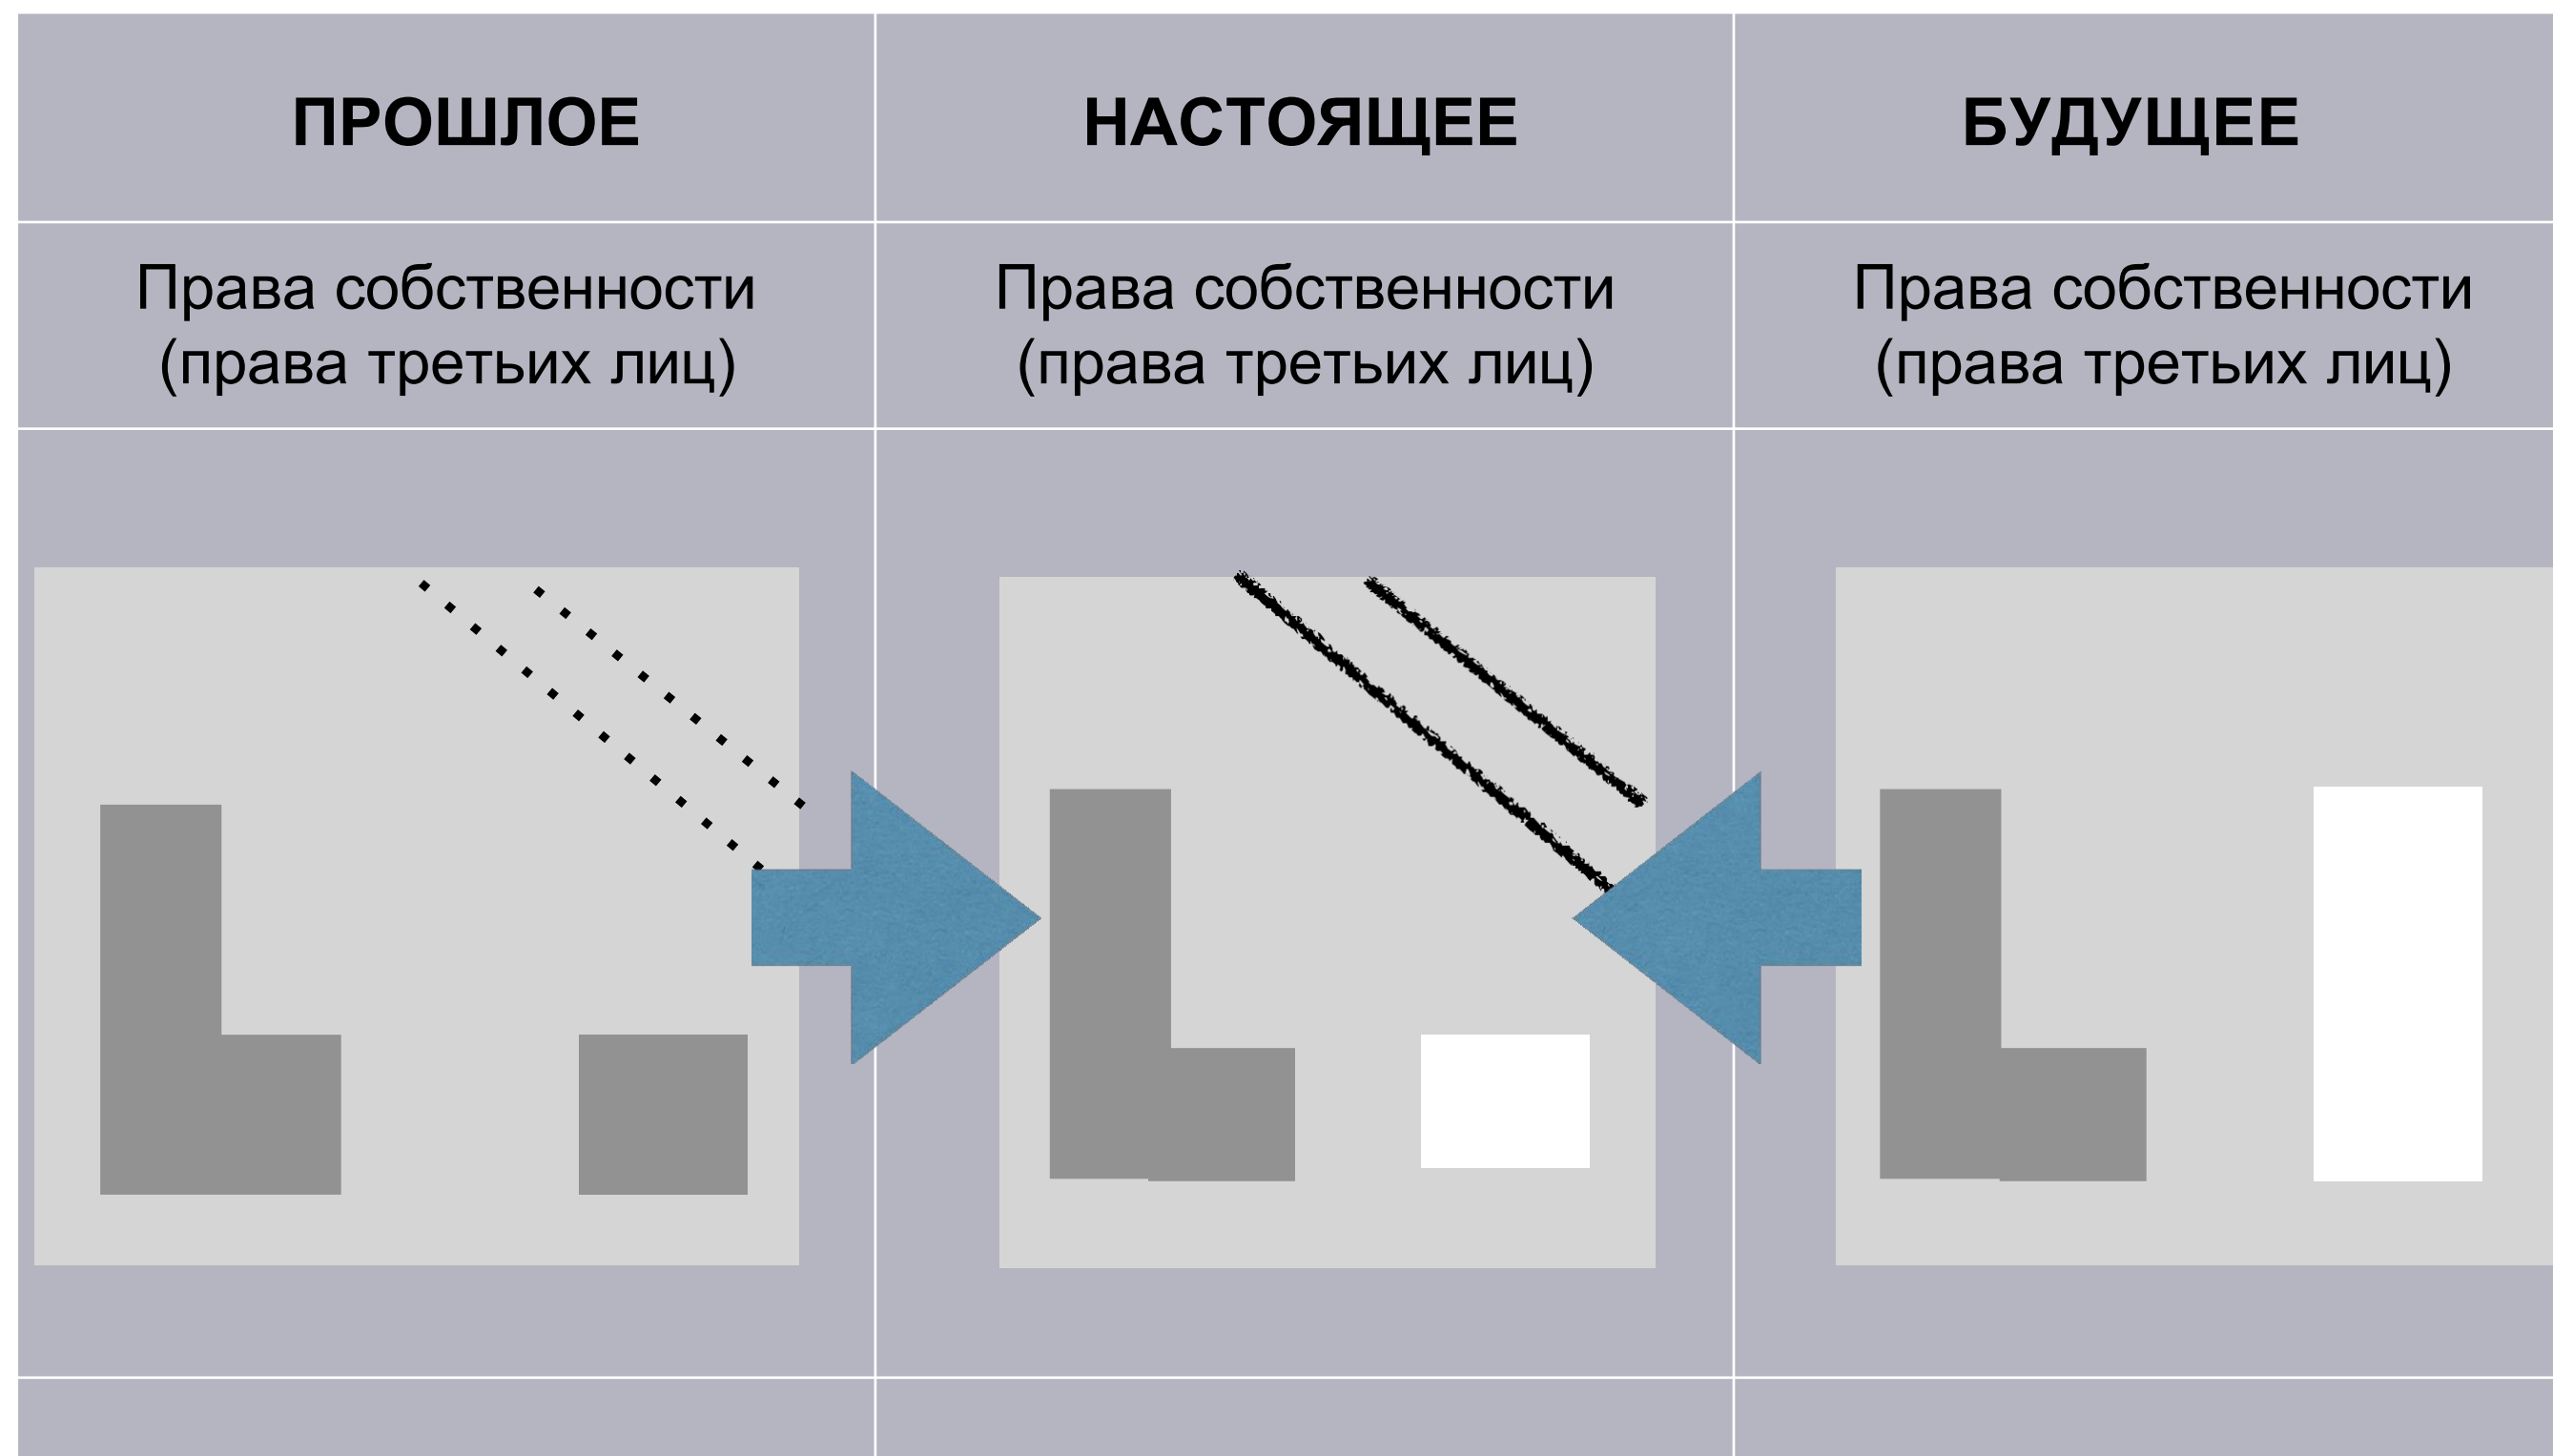 ПРОШЛОЕ
НАСТОЯЩЕЕ
БУДУЩЕЕ
Права собственности
(права третьих лиц)
Права собственности
(права третьих лиц)
Права собственности
(права третьих лиц)